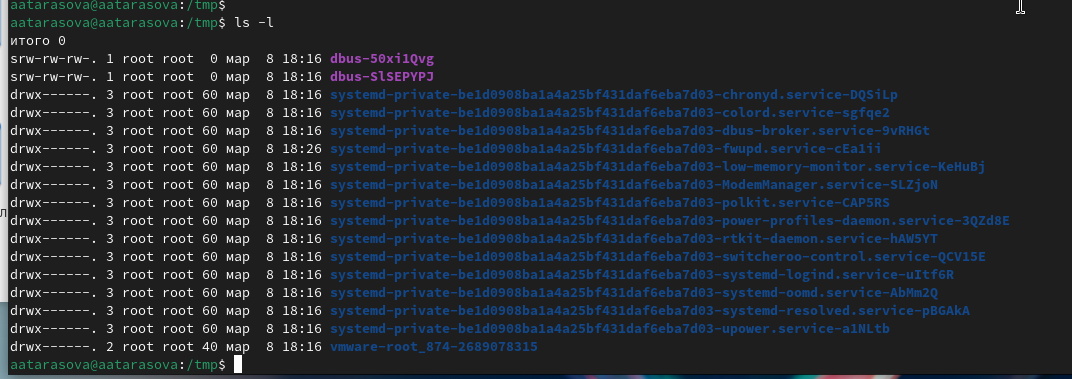 aatarasova@aatarasova:/tmp$
aatarasova@aatarasova:/tmp$ ls -l
итого 0
srw-rw-rw-. 1 root root  0 мар  8 18:16 dbus-50xi1Qvg
srw-rw-rw-. 1 root root  0 мар  8 18:16 dbus-SlSEPYPJ
drwx------. 3 root root 60 мар  8 18:16 systemd-private-be1d0908ba1a4a25bf431daf6eba7d03-chronyd.service-DQSiLp
drwx------. 3 root root 60 мар  8 18:16 systemd-private-be1d0908ba1a4a25bf431daf6eba7d03-colord.service-sgfqe2
drwx------. 3 root root 60 мар  8 18:16 systemd-private-be1d0908ba1a4a25bf431daf6eba7d03-dbus-broker.service-9vRHGt
drwx------. 3 root root 60 мар  8 18:26 systemd-private-be1d0908ba1a4a25bf431daf6eba7d03-fwupd.service-cEa1ii
drwx------. 3 root root 60 мар  8 18:16 systemd-private-be1d0908ba1a4a25bf431daf6eba7d03-low-memory-monitor.service-KeHuBj
drwx------. 3 root root 60 мар  8 18:16 systemd-private-be1d0908ba1a4a25bf431daf6eba7d03-ModemManager.service-SLZjoN
drwx------. 3 root root 60 мар  8 18:16 systemd-private-be1d0908ba1a4a25bf431daf6eba7d03-polkit.service-CAP5RS
drwx------. 3 root root 60 мар  8 18:16 systemd-private-be1d0908ba1a4a25bf431daf6eba7d03-power-profiles-daemon.service-3QZd8E
drwx------. 3 root root 60 мар  8 18:16 systemd-private-be1d0908ba1a4a25bf431daf6eba7d03-rtkit-daemon.service-hAW5YT
drwx------. 3 root root 60 мар  8 18:16 systemd-private-be1d0908ba1a4a25bf431daf6eba7d03-switcheroo-control.service-QCV15E
drwx------. 3 root root 60 мар  8 18:16 systemd-private-be1d0908ba1a4a25bf431daf6eba7d03-systemd-logind.service-uItf6R
drwx------. 3 root root 60 мар  8 18:16 systemd-private-be1d0908ba1a4a25bf431daf6eba7d03-systemd-oomd.service-AbMm2Q
drwx------. 3 root root 60 мар  8 18:16 systemd-private-be1d0908ba1a4a25bf431daf6eba7d03-systemd-resolved.service-pBGAkA
drwx------. 3 root root 60 мар  8 18:16 systemd-private-be1d0908ba1a4a25bf431daf6eba7d03-upower.service-a1NLtb
drwx------. 2 root root 40 мар  8 18:16 vmware-root_874-2689078315
aatarasova@aatarasova:/tmp$